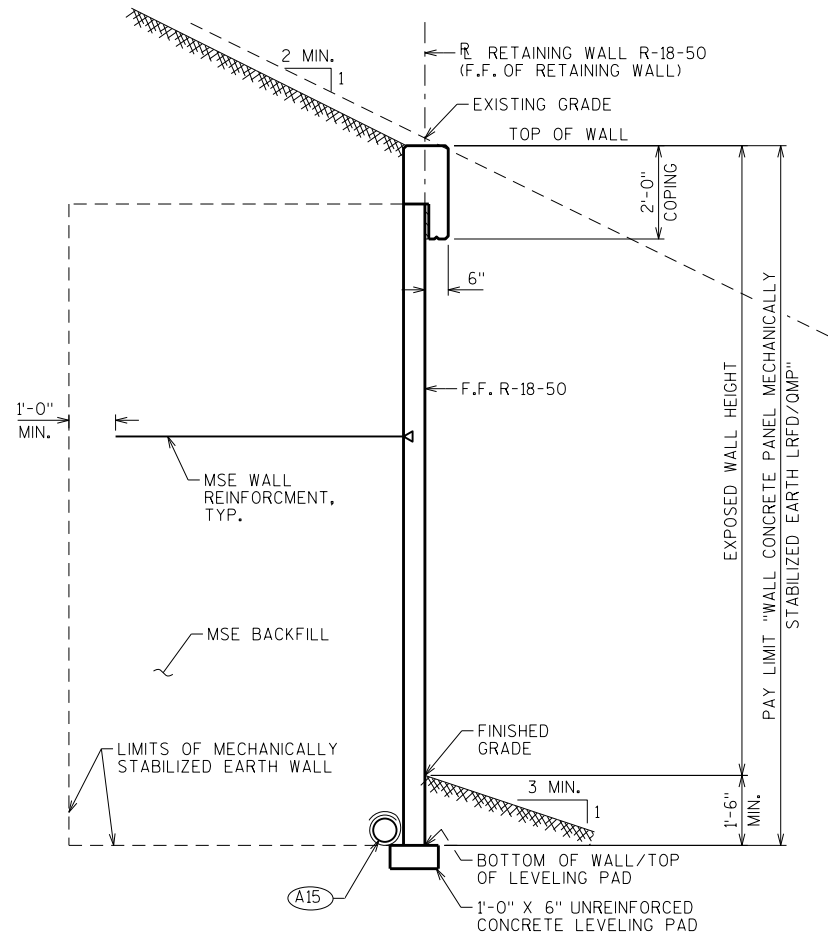 2 MIN.
1
RL RETAINING WALL R-18-50
(F.F. OF RETAINING WALL)
EXISTING GRADE
TOP OF WALL
2'-0"
COPING
6"
F.F. R-18-50
1'-0"
MIN.
MSE WALL
REINFORCMENT,
TYP.
EXPOSED WALL HEIGHT
PAY LIMIT "WALL CONCRETE PANEL MECHANICALLY
STABILIZED EARTH LRFD/QMP"
MSE BACKFILL
LIMITS OF MECHANICALLY
STABILIZED EARTH WALL
FINISHED
GRADE
3 MIN.
1
1'-6"
MIN.
BOTTOM OF WALL/TOP
OF LEVELING PAD
A15
1'-0" X 6" UNREINFORCED
CONCRETE LEVELING PAD